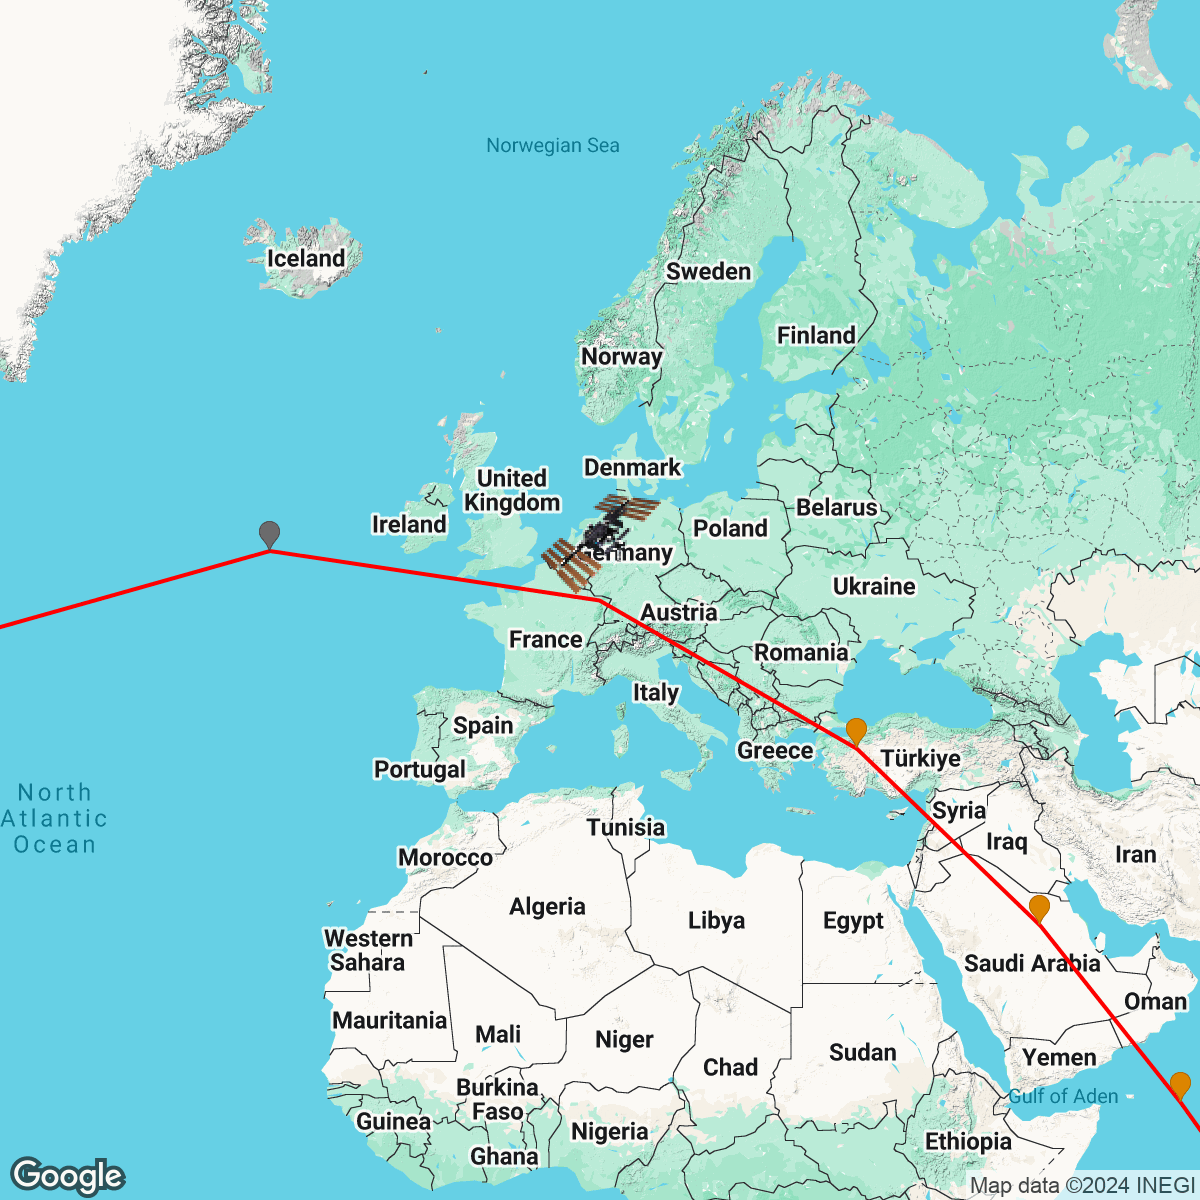 Norwegian Sea
Iceland
Sweden
Finland
Norway
Denmark
United
Kingdom
Ireland
Belarus
Poland
Germany
Ukraine
Austria
France
Romania
Italy
Spain
Greece
Türkiye
Portugal
North
Atlantic
Ocean
Syria
Tunisia
Iraq
Iran
Morocco
Algeria
Libya
Egypt
Western
Sahara
Saudi Arabia
Oman
Mauritania
Mali
Niger
Chad
Sudan
Yemen
Burkina
Faso
Gulf of Aden
Guinea
Nigeria
Ghana
Ethiopia
Google
Map data ©2024 INEGI